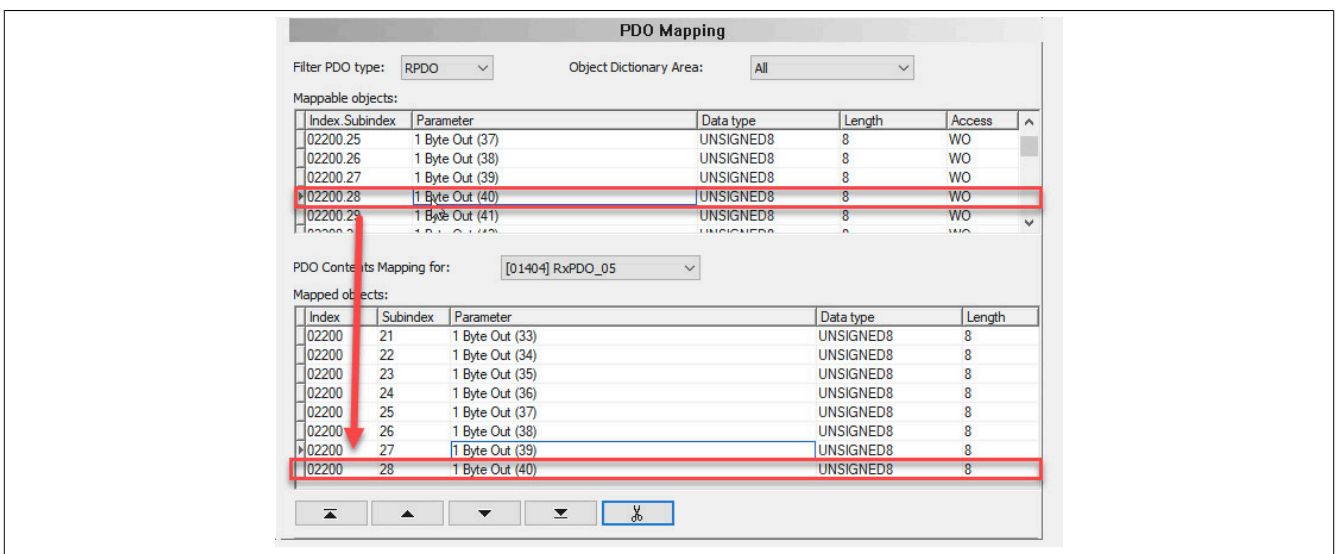 PDO Mapping
Filter PDO type: RPDO Object Dictionary Area: All
Mappable objects:
Index.Subindex Parameter Data type Length Access
02200.25 1 Byte Out (37) UNSIGNED8 8 WO
02200.26 1 Byte Out (38) UNSIGNED8 8 WO
02200.27 1 Byte Out (39) UNSIGNED8 8 WO
02200.28 1 Byte Out (40) UNSIGNED8 8 WO
02200.29 1 Byte Out (41) UNSIGNED8 8 WO
PDO Contents Mapping for: [01404] RxPDO_05
Mapped objects:
Index Subindex Parameter Data type Length
02200 21 1 Byte Out (33) UNSIGNED8 8
02200 22 1 Byte Out (34) UNSIGNED8 8
02200 23 1 Byte Out (35) UNSIGNED8 8
02200 24 1 Byte Out (36) UNSIGNED8 8
02200 25 1 Byte Out (37) UNSIGNED8 8
02200 26 1 Byte Out (38) UNSIGNED8 8
02200 27 1 Byte Out (39) UNSIGNED8 8
02200 28 1 Byte Out (40) UNSIGNED8 8